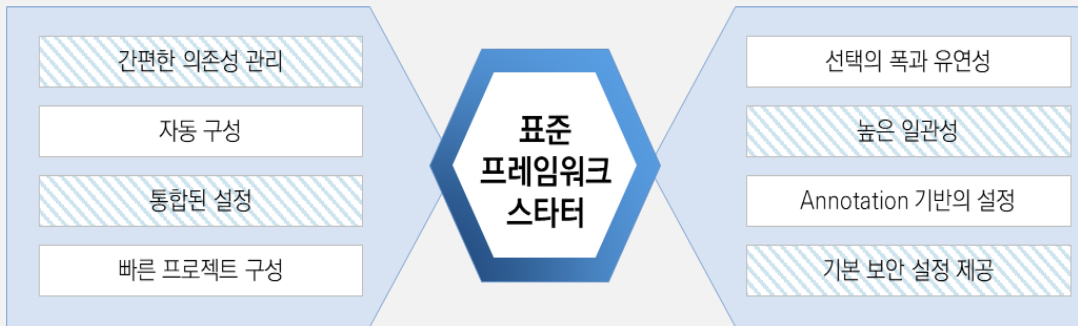 간편한 의존성 관리
자동 구성
통합된 설정
빠른 프로젝트 구성
표준
프레임워크
스타터
선택의 폭과 유연성
높은 일관성
Annotation 기반의 설정
기본 보안 설정 제공